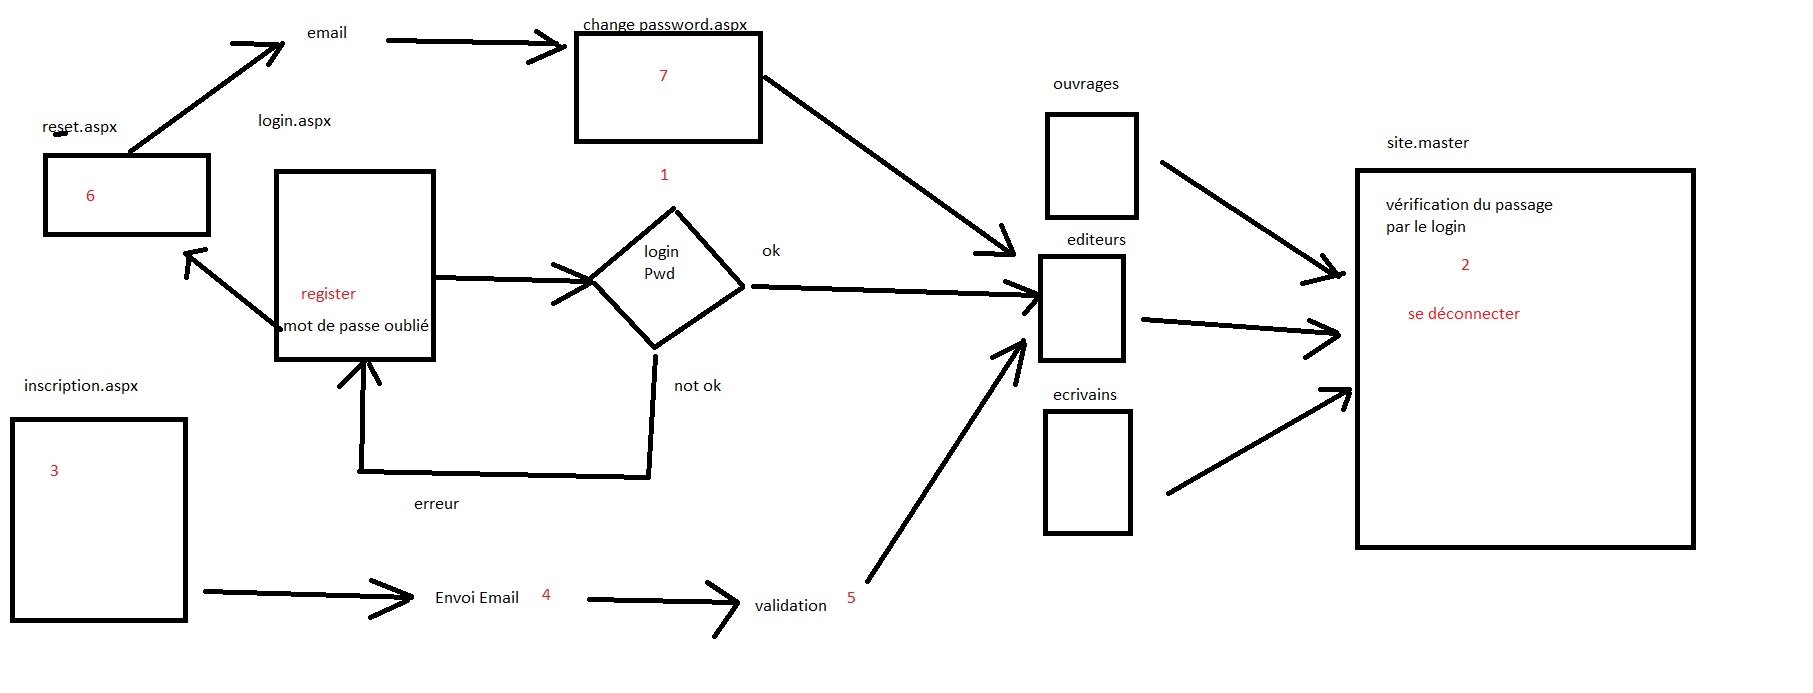 change password.aspx
email
7
ouvrages
login.aspx
reset.aspx
site.master
1
6
vérification du passage
par le login
editeurs
login
Pwd
ok
2
register
se déconnecter
mot de passe oublié
inscription.aspx
not ok
ecrivains
3
erreur
Envoi Email
4
validation
5